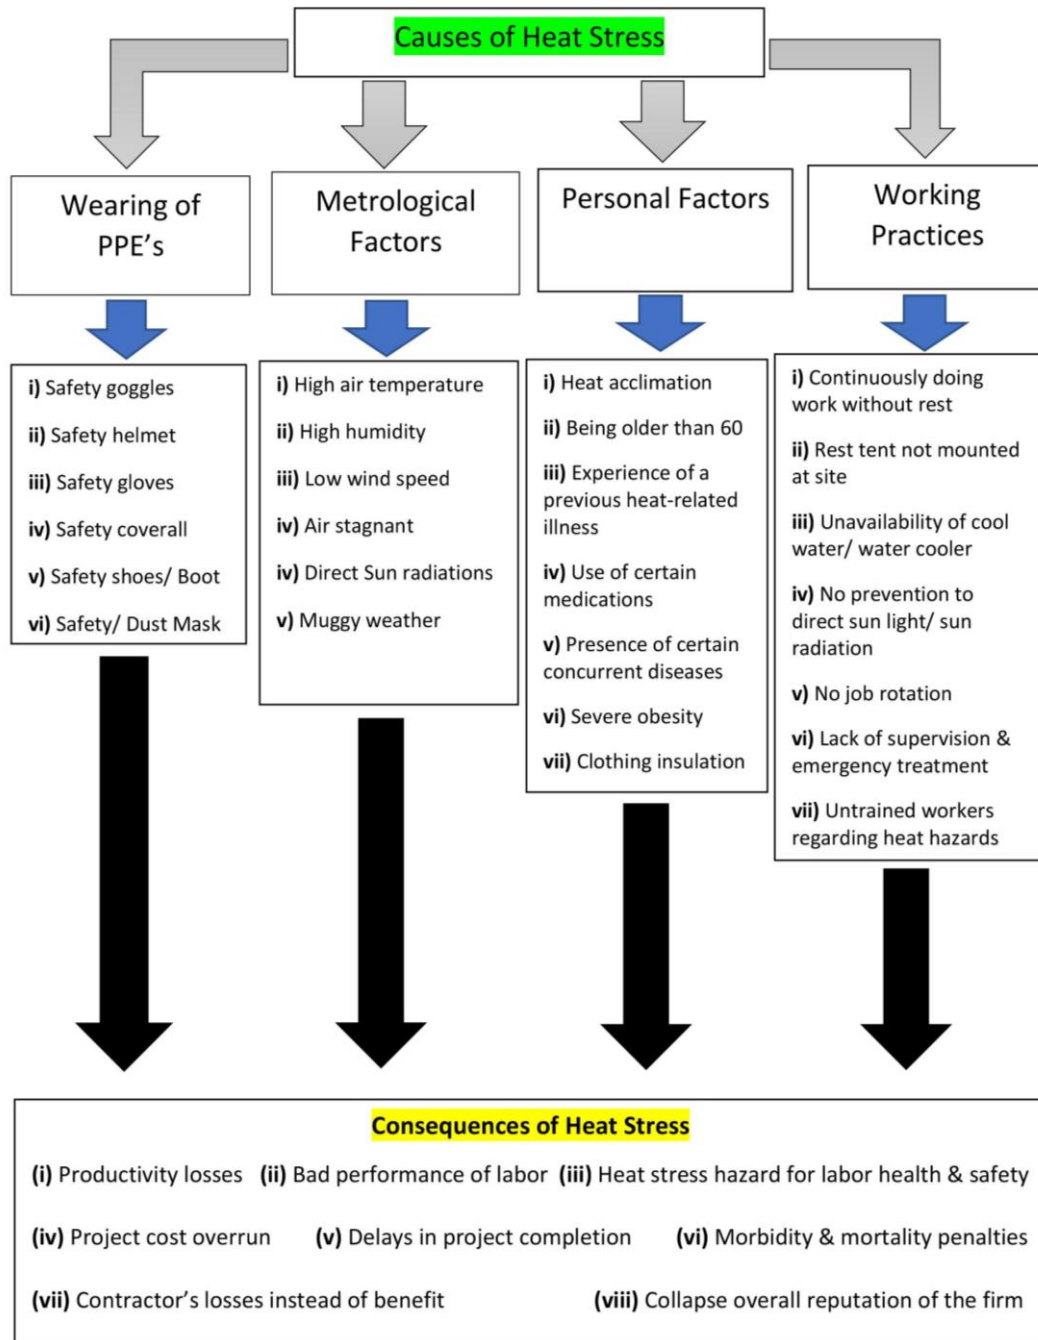 Causes of Heat Stress
Wearing of
PPE's
Metrological
Factors
Personal Factors
Working
Practices
i) Safety goggles
ii) Safety helmet
iii) Safety gloves
iv) Safety coverall
v) Safety shoes/ Boot
vi) Safety/ Dust Mask
i) High air temperature
ii) High humidity
iii) Low wind speed
iv) Air stagnant
iv) Direct Sun radiations
v) Muggy weather
i) Heat acclimation
ii) Being older than 60
iii) Experience of a
previous heat-related
illness
iv) Use of certain
medications
v) Presence of certain
concurrent diseases
vi) Severe obesity
vii) Clothing insulation
i) Continuously doing
work without rest
ii) Rest tent not mounted
at site
iii) Unavailability of cool
water/ water cooler
iv) No prevention to
direct sun light/ sun
radiation
v) No job rotation
vi) Lack of supervision &
emergency treatment
vii) Untrained workers
regarding heat hazards
Consequences of Heat Stress
(i) Productivity losses (ii) Bad performance of labor (iii) Heat stress hazard for labor health & safety
(iv) Project cost overrun (v) Delays in project completion (vi) Morbidity & mortality penalties
(vii) Contractor's losses instead of benefit (viii) Collapse overall reputation of the firm